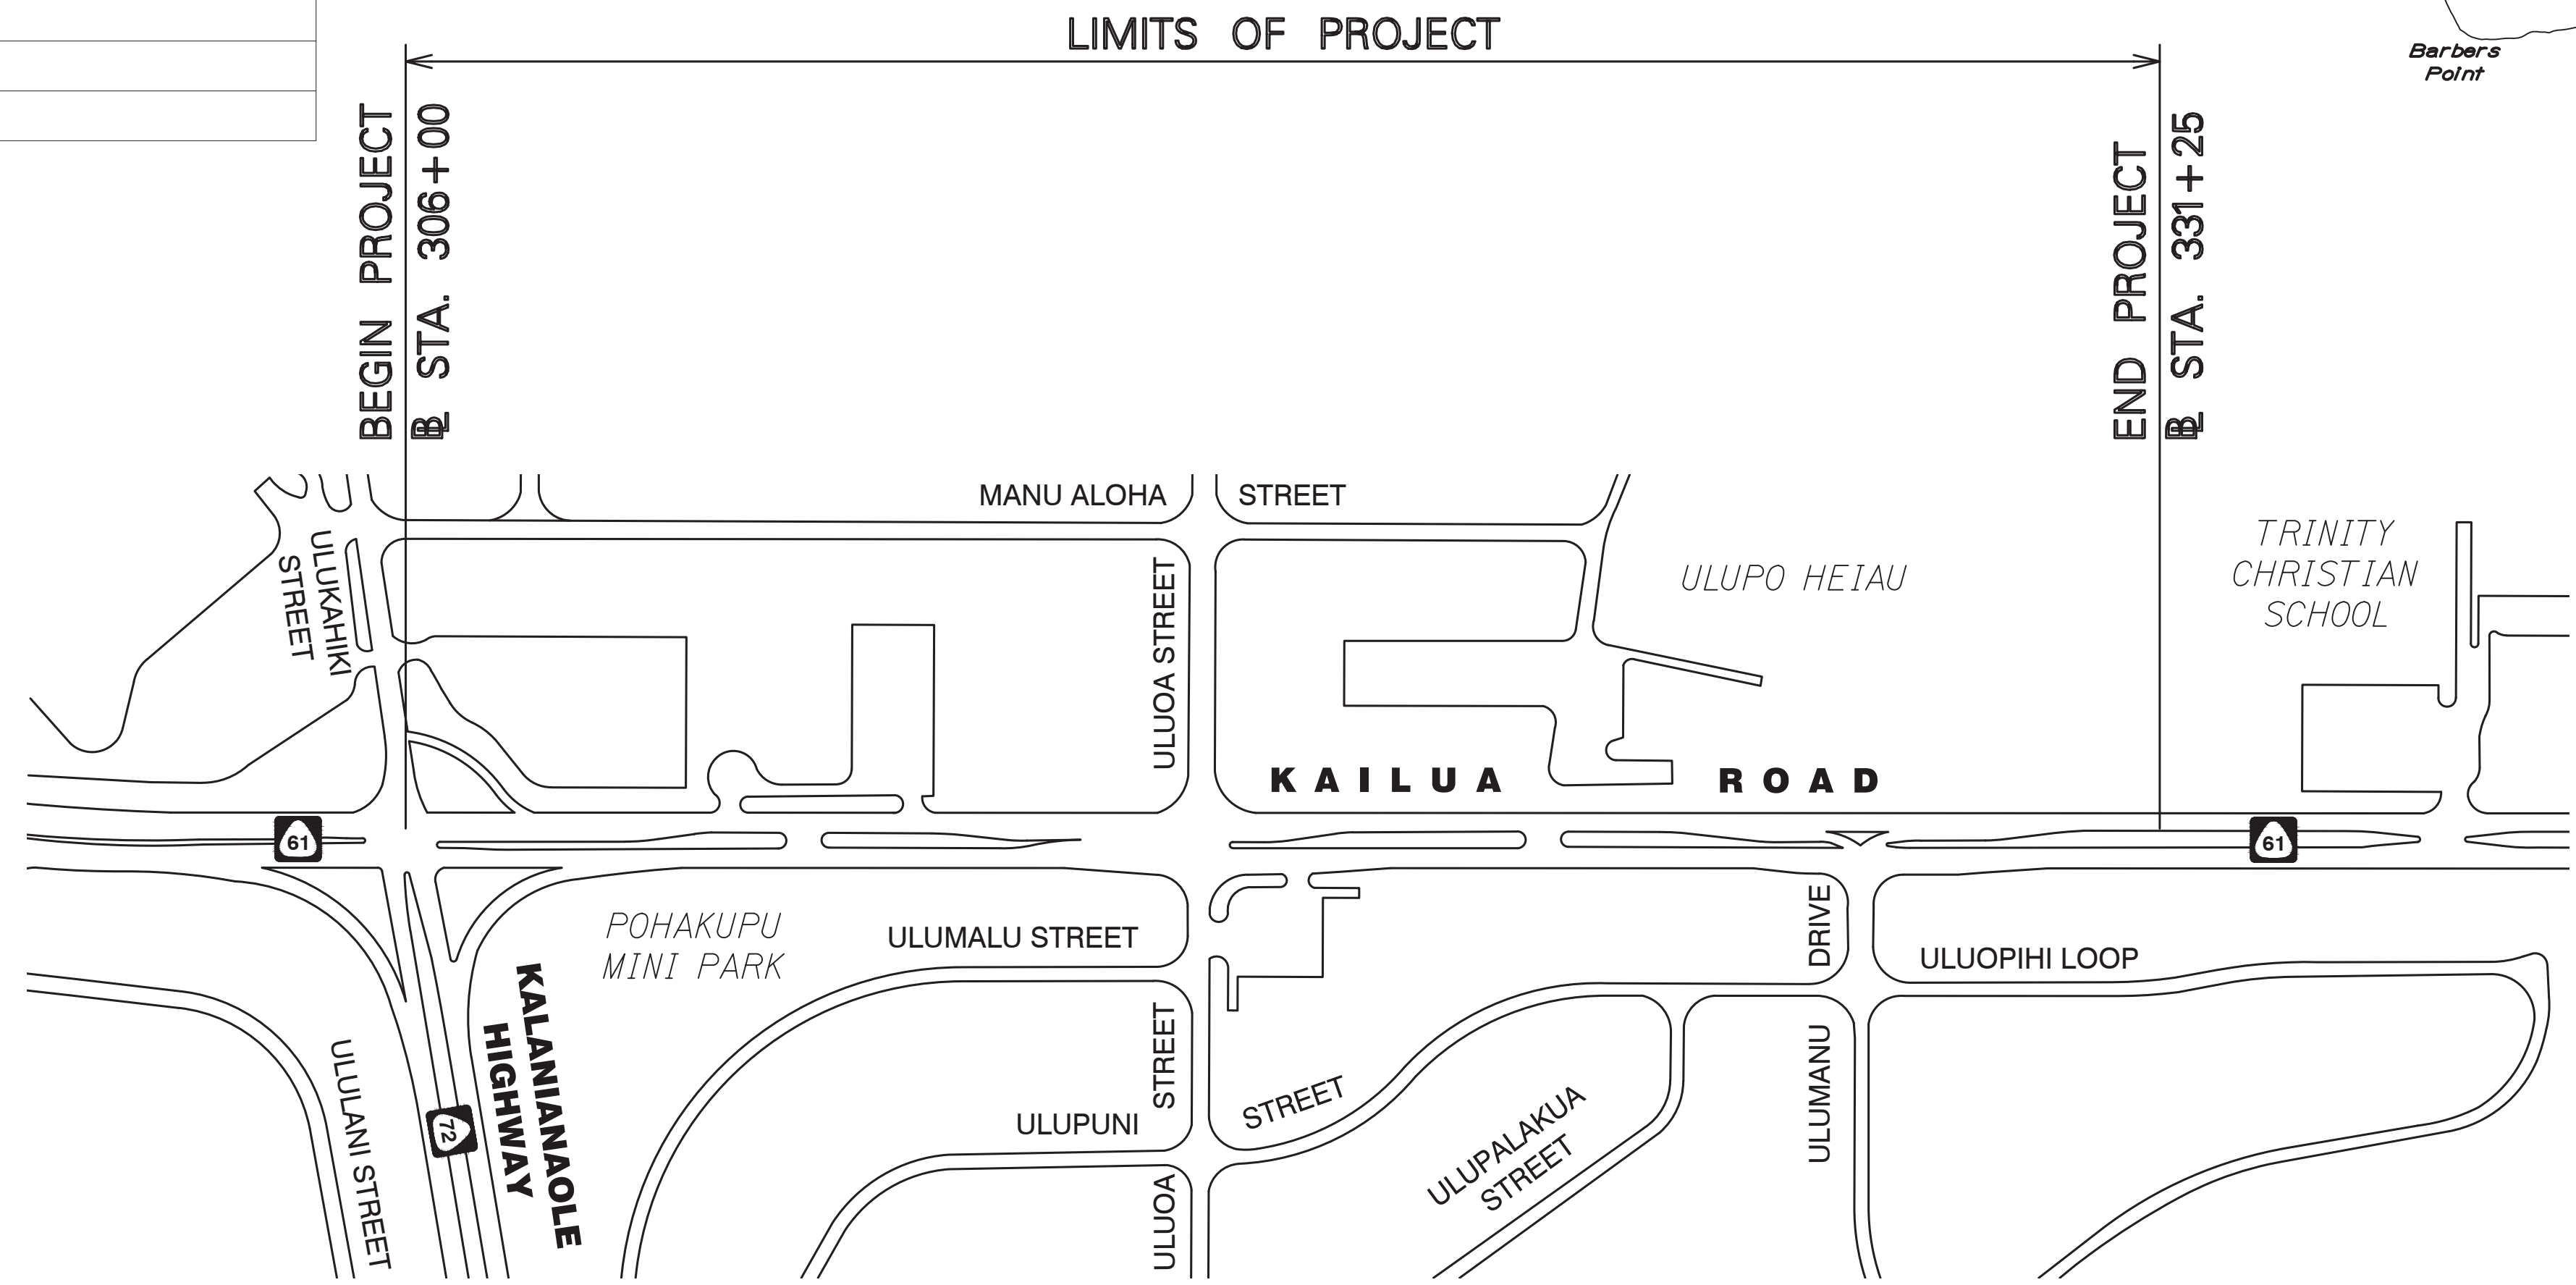 LIMITS OF PROJECT
Barbers
Point
BEGIN PROJECT
BL STA. 306+00
END PROJECT
BL STA. 331+25
MANU ALOHA STREET
ULUKAHIKI
STREET
ULUOA STREET
ULUPO HEIAU
TRINITY
CHRISTIAN
SCHOOL
KAILUA ROAD
61
61
POHAKUPU
MINI PARK
ULUMALU STREET
DRIVE
ULUOPIHI LOOP
KALANIANAOLE
HIGHWAY
72
ULULANI STREET
STREET
ULUPUNI STREET
ULUPALAKUA
STREET
ULUMANU
ULUOA